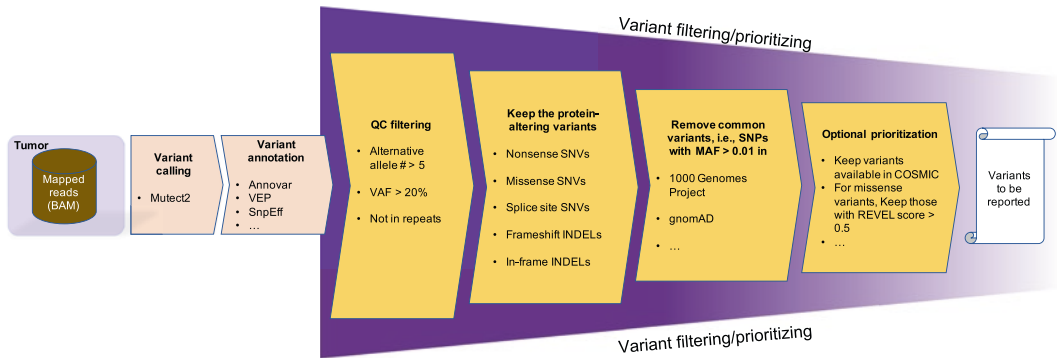 Variant filtering/prioritizing
Tumor
Mapped
reads
(BAM)
Variant
calling
• Mutect2
Variant
annotation
• Annovar
• VEP
• SnpEff
• …
QC filtering
• Alternative
allele # > 5
• VAF > 20%
• Not in repeats
Keep the protein-
altering variants
• Nonsense SNVs
• Missense SNVs
• Splice site SNVs
• Frameshift INDELs
• In-frame INDELs
Remove common
variants, i.e., SNPs
with MAF > 0.01 in
• 1000 Genomes
Project
• gnomAD
• …
Optional prioritization
• Keep variants
available in COSMIC
• For missense
variants, Keep those
with REVEL score >
0.5
• …
Variants
to be
reported
Variant filtering/prioritizing